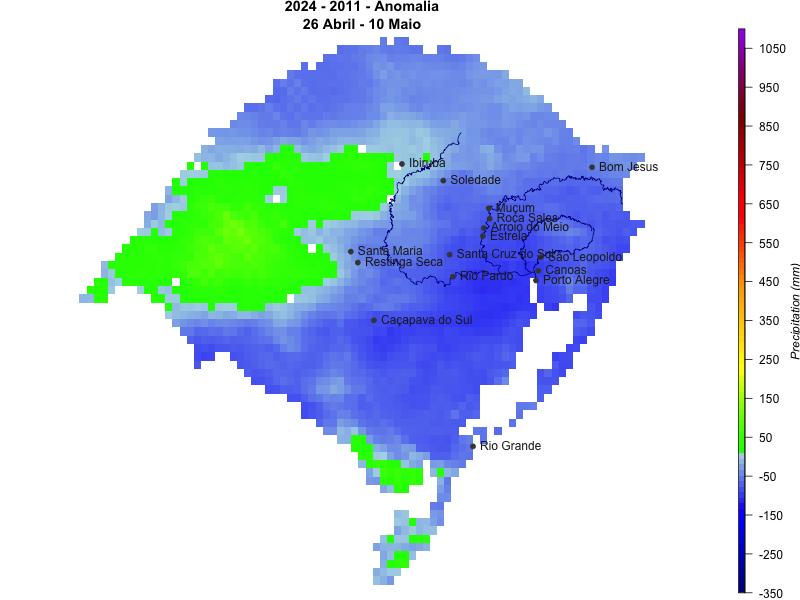 2024 - 2011 - Anomalia
26 Abril - 10 Maio
Ibirubá
Soledade
Bom Jesus
Mucum
Roca Sales
Arroio do Meio
Estrela
Santa Maria
Santa Cruz do Sul
São Leopoldo
Restinga Seca
Canoas
Rio Pardo
Porto Alegre
Caçapava do Sul
Rio Grande
1050
950
850
750
650
550
450
350
250
150
50
-50
-150
-250
-350
Precipitation (mm)